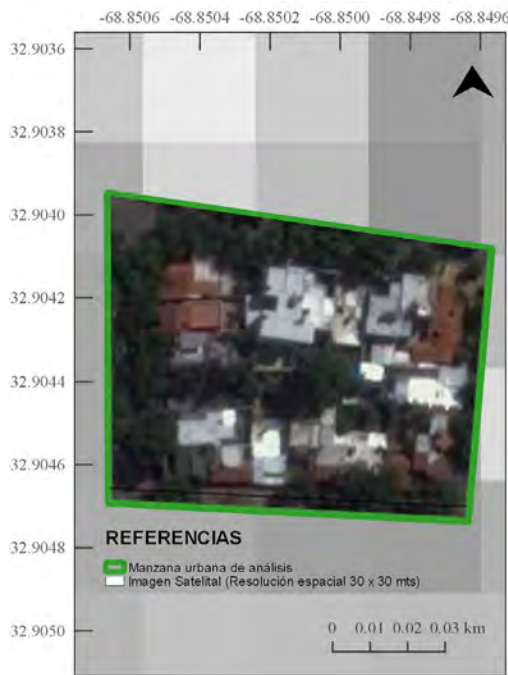 -68.8506 -68.8504 -68.8502 -68.8500 -68.8498 -68.8496
32.9036
32.9038
32.9040
32.9042
32.9044
32.9046
32.9048
32.9050
REFERENCIAS
Manzana urbana de análisis
Imagen Satelital (Resolución espacial 30 x 30 mts)
0 0.01 0.02 0.03 km